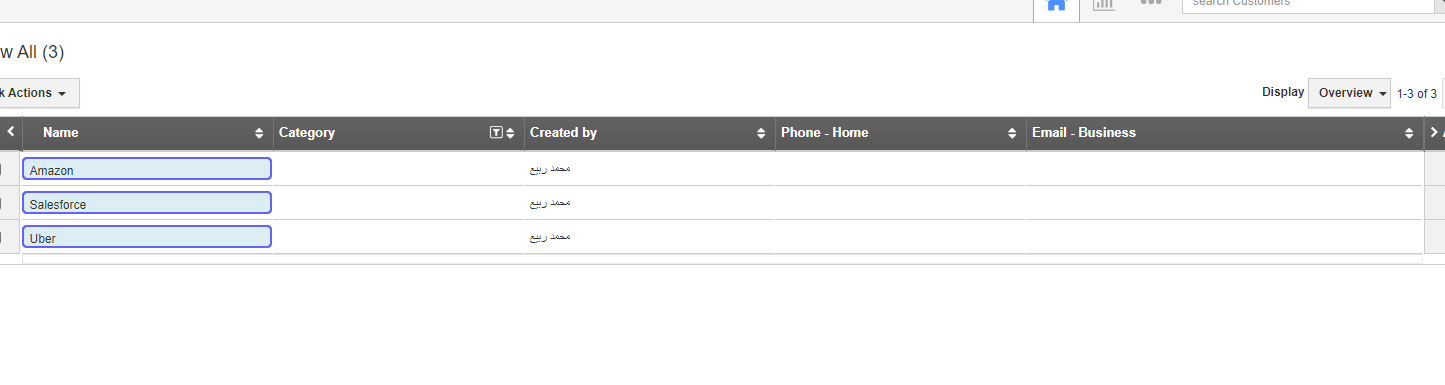 search Customers
w All (3)
k Actions
Display Overview 1-3 of 3
Name Category Created by Phone - Home Email - Business
Amazon محمد ربيع
Salesforce محمد ربيع
Uber محمد ربيع